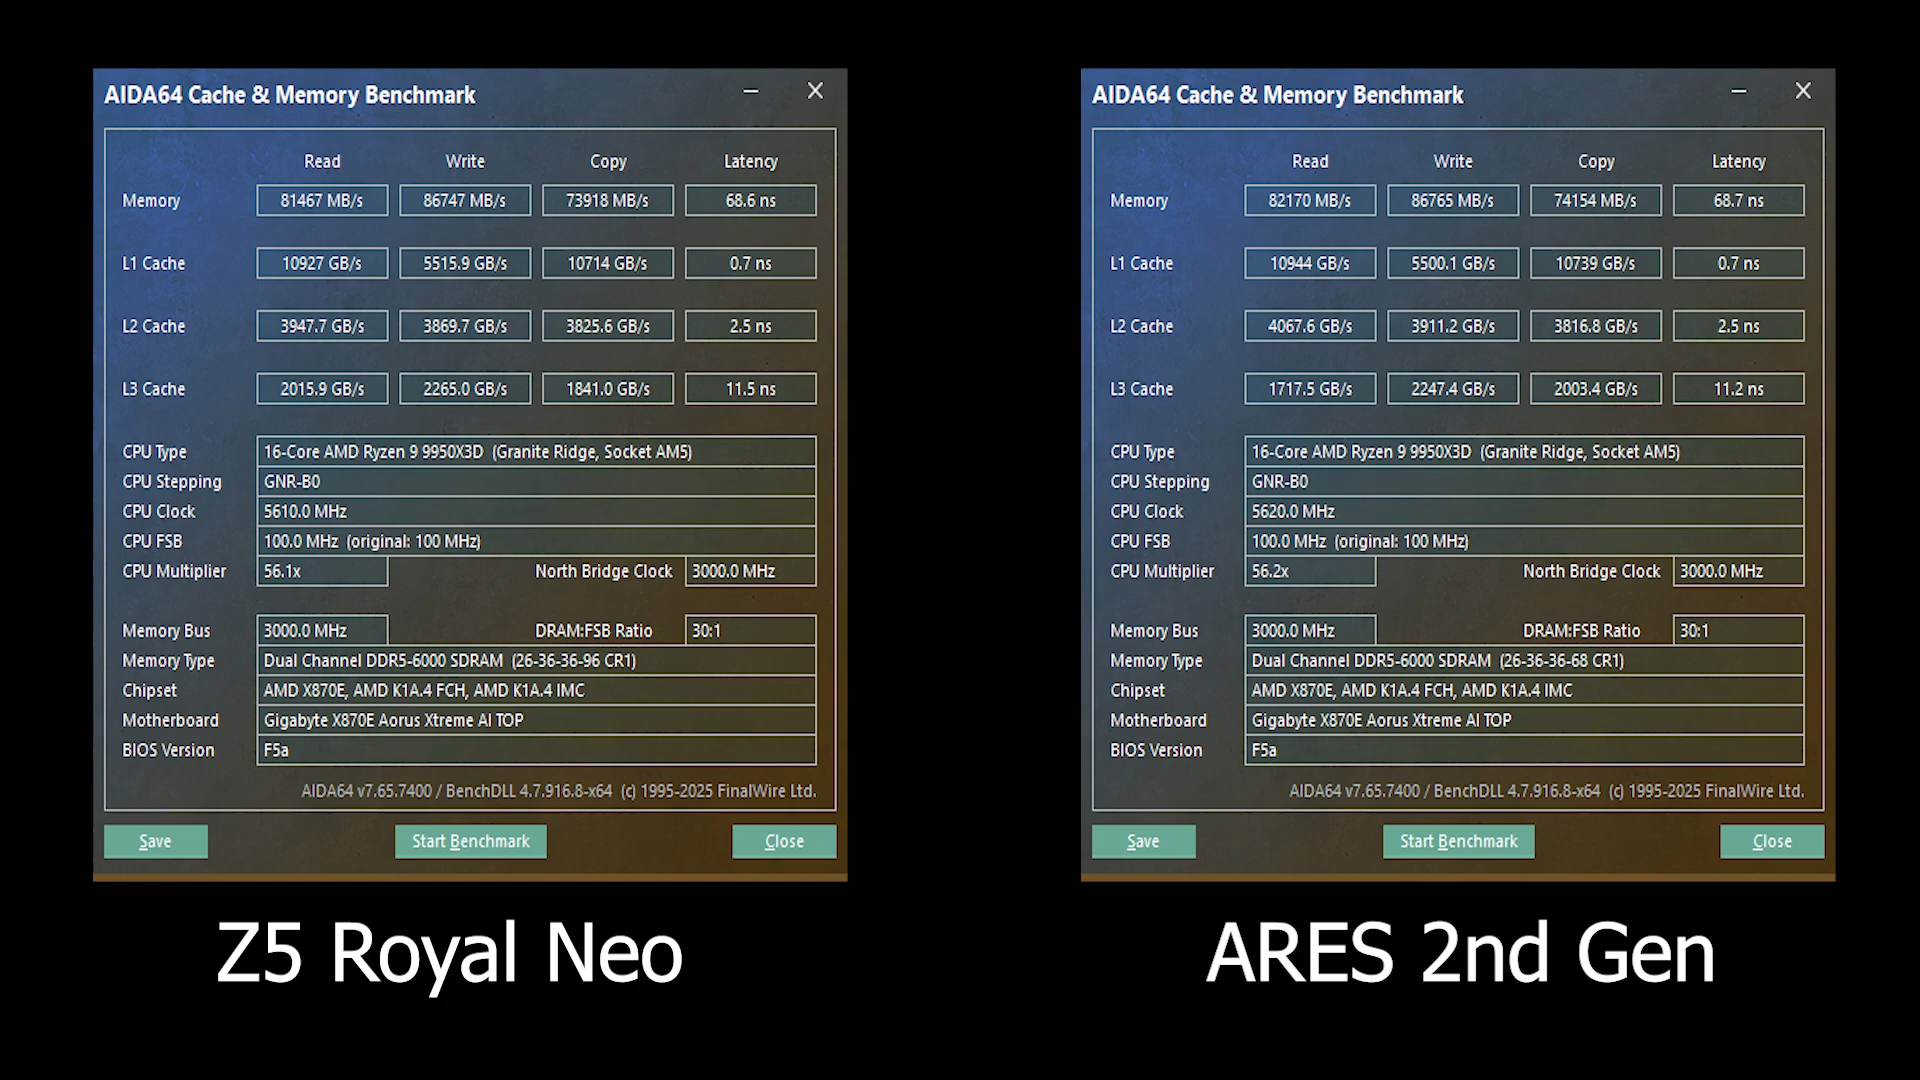 AIDA64 Cache & Memory Benchmark
Read Write Copy Latency
Memory 81467 MB/s 86747 MB/s 73918 MB/s 68.6 ns
L1 Cache 10927 GB/s 5515.9 GB/s 10714 GB/s 0.7 ns
L2 Cache 3947.7 GB/s 3869.7 GB/s 3825.6 GB/s 2.5 ns
L3 Cache 2015.9 GB/s 2265.0 GB/s 1841.0 GB/s 11.5 ns
CPU Type 16-Core AMD Ryzen 9 9950X3D (Granite Ridge, Socket AM5)
CPU Stepping GNR-B0
CPU Clock 5610.0 MHz
CPU FSB 100.0 MHz (original: 100 MHz)
CPU Multiplier 56.1x North Bridge Clock 3000.0 MHz
Memory Bus 3000.0 MHz DRAM:FSB Ratio 30:1
Memory Type Dual Channel DDR5-6000 SDRAM (26-36-36-96 CR1)
Chipset AMD X870E, AMD K1A.4 FCH, AMD K1A.4 IMC
Motherboard Gigabyte X870E Aorus Xtreme AI TOP
BIOS Version F5a
AIDA64 v7.65.7400 / BenchDLL 4.7.916.8-x64 (c) 1995-2025 FinalWire Ltd.
Save Start Benchmark Close
Z5 Royal Neo
AIDA64 Cache & Memory Benchmark
Read Write Copy Latency
Memory 82170 MB/s 86765 MB/s 74154 MB/s 68.7 ns
L1 Cache 10944 GB/s 5500.1 GB/s 10739 GB/s 0.7 ns
L2 Cache 4067.6 GB/s 3911.2 GB/s 3816.8 GB/s 2.5 ns
L3 Cache 1717.5 GB/s 2247.4 GB/s 2003.4 GB/s 11.2 ns
CPU Type 16-Core AMD Ryzen 9 9950X3D (Granite Ridge, Socket AM5)
CPU Stepping GNR-B0
CPU Clock 5620.0 MHz
CPU FSB 100.0 MHz (original: 100 MHz)
CPU Multiplier 56.2x North Bridge Clock 3000.0 MHz
Memory Bus 3000.0 MHz DRAM:FSB Ratio 30:1
Memory Type Dual Channel DDR5-6000 SDRAM (26-36-36-68 CR1)
Chipset AMD X870E, AMD K1A.4 FCH, AMD K1A.4 IMC
Motherboard Gigabyte X870E Aorus Xtreme AI TOP
BIOS Version F5a
AIDA64 v7.65.7400 / BenchDLL 4.7.916.8-x64 (c) 1995-2025 FinalWire Ltd.
Save Start Benchmark Close
ARES 2nd Gen